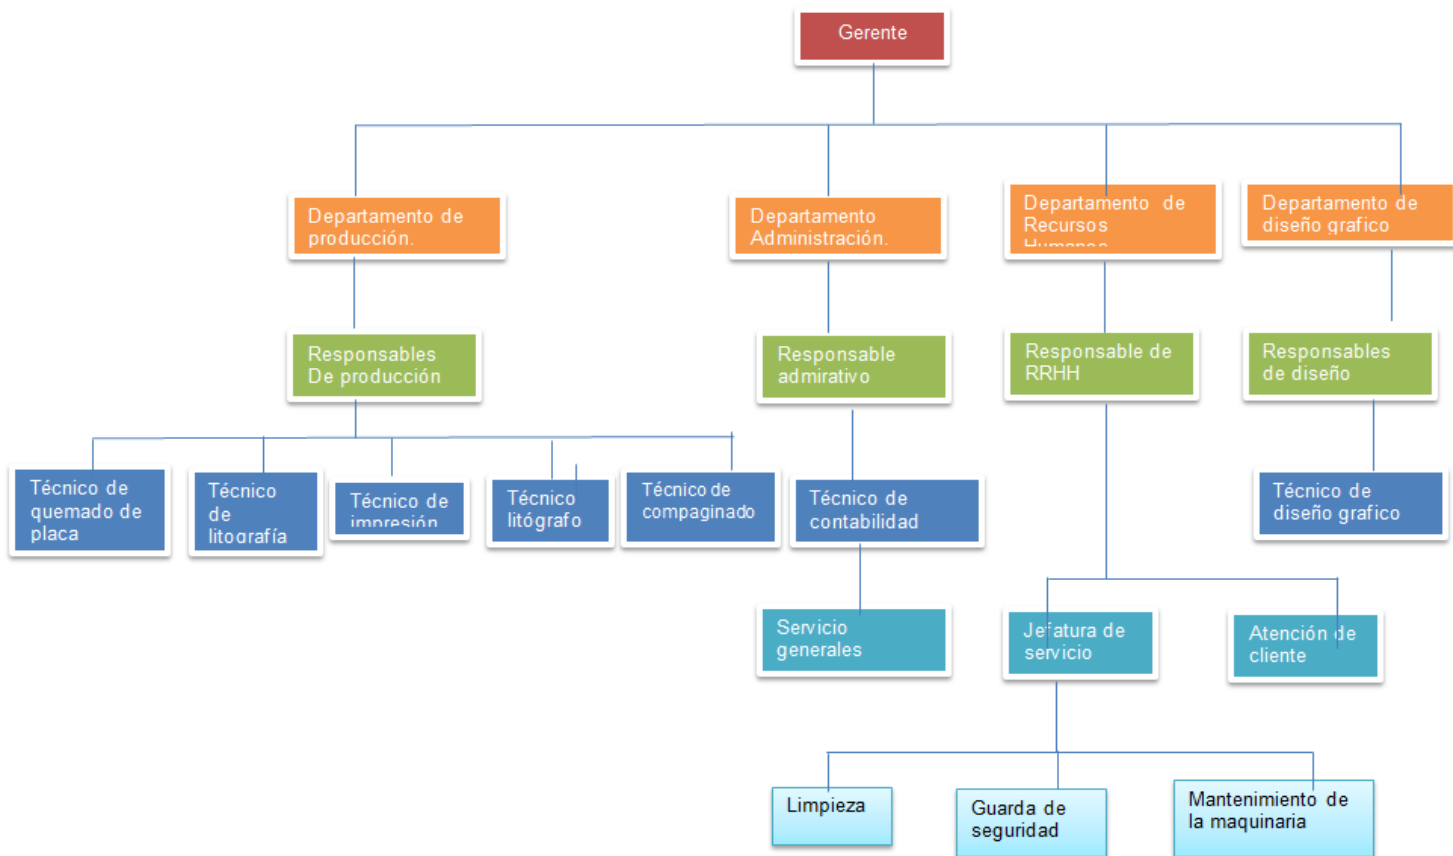 Gerente
Departamento de
producción.
Departamento
Administración.
Departamento de
Recursos
Humanos
Departamento de
diseño grafico
Responsables
De producción
Responsable
admirativo
Responsable de
RRHH
Responsables
de diseño
Técnico de
quemado de
placa
Técnico
de
litografía
Técnico de
impresión
Técnico
litógrafo
Técnico de
compaginado
Técnico de
contabilidad
Técnico de
diseño grafico
Servicio
generales
Jefatura de
servicio
Atención de
cliente
Limpieza
Guarda de
seguridad
Mantenimiento de
la maquinaria